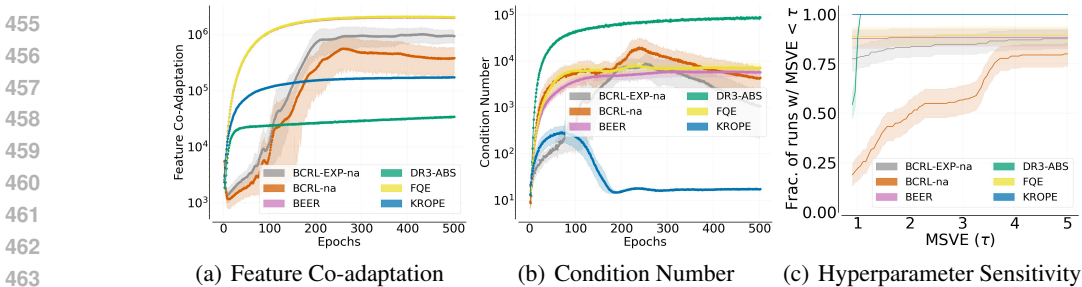 455
456
457
458
459
460
461
462
463
Feature Co-Adaptation
10^6
10^5
10^4
10^3
0 100 200 300 400 500
Epochs
BCRL-EXP-na
BCRL-na
BEER
DR3-ABS
FQE
KROPE
(a) Feature Co-adaptation
Condition Number
10^5
10^4
10^3
10^2
10^1
0 100 200 300 400 500
Epochs
BCRL-EXP-na
BCRL-na
BEER
DR3-ABS
FQE
KROPE
(b) Condition Number
Frac. of runs w/ MSVE < τ
1.00
0.75
0.50
0.25
0.00
1 2 3 4 5
MSVE (τ)
BCRL-EXP-na
BCRL-na
BEER
DR3-ABS
FQE
KROPE
(c) Hyperparameter Sensitivity